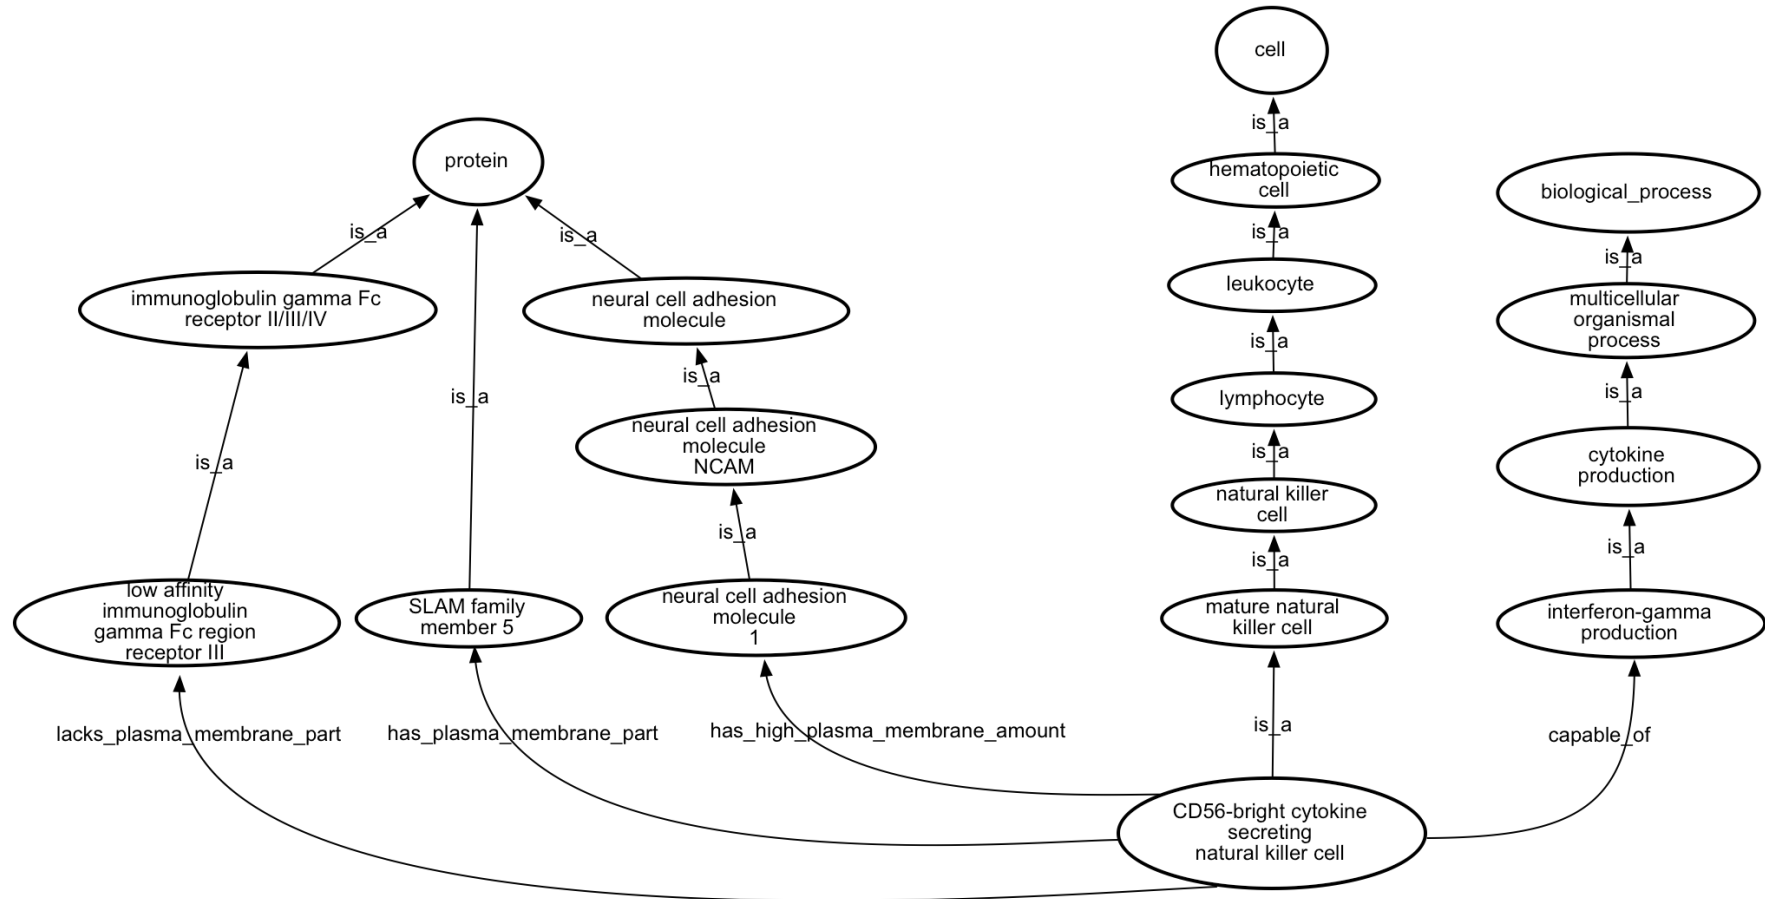 cell
is_a
protein
hematopoietic
cell
biological_process
is_a
is_a
is_a
is_a
immunoglobulin gamma Fc
receptor II/III/IV
neural cell adhesion
molecule
leukocyte
multicellular
organismal
process
is_a
is_a
is_a
is_a
lymphocyte
neural cell adhesion
molecule
NCAM
is_a
cytokine
production
is_a
natural killer
cell
is_a
is_a
is_a
low affinity
immunoglobulin
gamma Fc region
receptor III
SLAM family
member 5
neural cell adhesion
molecule
1
mature natural
killer cell
interferon-gamma
production
lacks_plasma_membrane_part
has_plasma_membrane_part
has_high_plasma_membrane_amount
is_a
capable_of
CD56-bright cytokine
secreting
natural killer cell